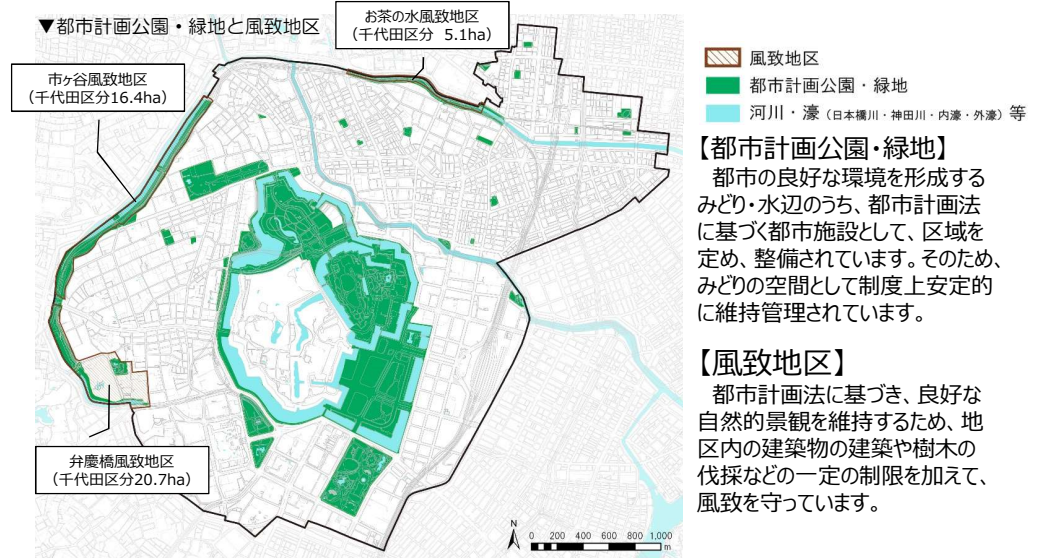 ▼都市計画公園・緑地と風致地区
お茶の水風致地区
（千代田区分 5.1ha）
市ヶ谷風致地区
（千代田区分16.4ha）
弁慶橋風致地区
（千代田区分20.7ha）
N
0 200 400 600 800 1,000
m
風致地区
都市計画公園・緑地
河川・濠（日本橋川・神田川・内濠・外濠）等
【都市計画公園・緑地】
都市の良好な環境を形成する
みどり・水辺のうち、都市計画法
に基づく都市施設として、区域を
定め、整備されています。そのため、
みどりの空間として制度上安定的
に維持管理されています。
【風致地区】
都市計画法に基づき、良好な
自然的景観を維持するため、地
区内の建築物の建築や樹木の
伐採などの一定の制限を加えて、
風致を守っています。